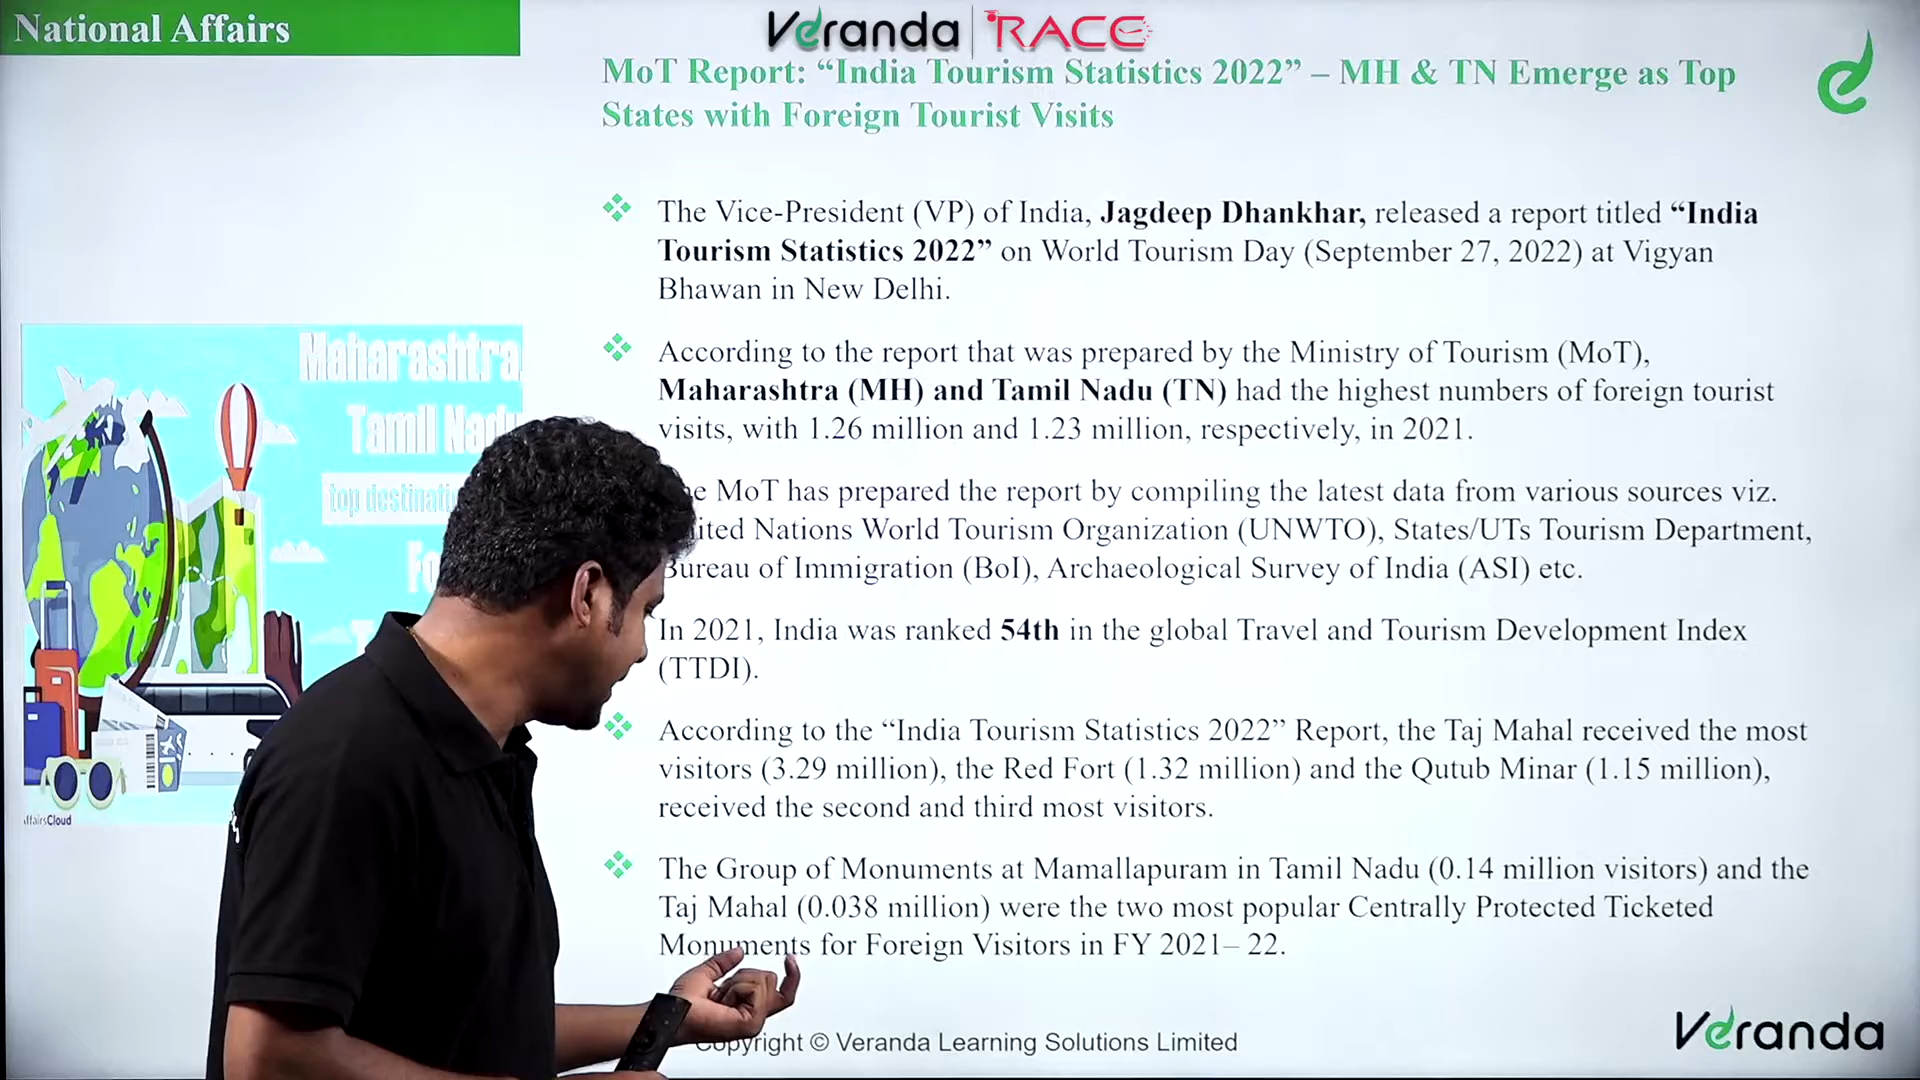 National Affairs
Veranda RACE
MoT Report: “India Tourism Statistics 2022” – MH & TN Emerge as Top
States with Foreign Tourist Visits
The Vice-President (VP) of India, Jagdeep Dhankhar, released a report titled “India
Tourism Statistics 2022” on World Tourism Day (September 27, 2022) at Vigyan
Bhawan in New Delhi.
According to the report that was prepared by the Ministry of Tourism (MoT),
Maharashtra (MH) and Tamil Nadu (TN) had the highest numbers of foreign tourist
visits, with 1.26 million and 1.23 million, respectively, in 2021.
MoT has prepared the report by compiling the latest data from various sources viz.
Nations World Tourism Organization (UNWTO), States/UTs Tourism Department,
Bureau of Immigration (BoI), Archaeological Survey of India (ASI) etc.
In 2021, India was ranked 54th in the global Travel and Tourism Development Index
(TTDI).
According to the “India Tourism Statistics 2022” Report, the Taj Mahal received the most
visitors (3.29 million), the Red Fort (1.32 million) and the Qutub Minar (1.15 million),
received the second and third most visitors.
The Group of Monuments at Mamallapuram in Tamil Nadu (0.14 million visitors) and the
Taj Mahal (0.038 million) were the two most popular Centrally Protected Ticketed
Monuments for Foreign Visitors in FY 2021– 22.
Maharashtra
Tamil
top
Copyright © Veranda Learning Solutions Limited
Veranda